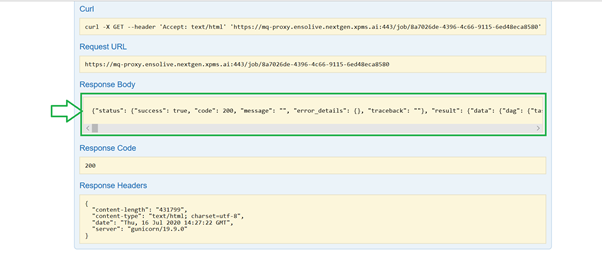 Curl
curl -X GET --header 'Accept: text/html' 'https://mq-proxy.ensolive.nextgen.xpms.ai:443/job/8a7026de-4396-4c66-9115-6ed48eca8580'
Request URL
https://mq-proxy.ensolive.nextgen.xpms.ai:443/job/8a7026de-4396-4c66-9115-6ed48eca8580
Response Body
{"status": {"success": true, "code": 200, "message": "", "error_details": {}, "traceback": ""}, "result": {"data": {"dag": {"ta
Response Code
200
Response Headers
{
"content-length": "431799",
"content-type": "text/html; charset=utf-8",
"date": "Thu, 16 Jul 2020 14:27:22 GMT",
"server": "gunicorn/19.9.0"
}